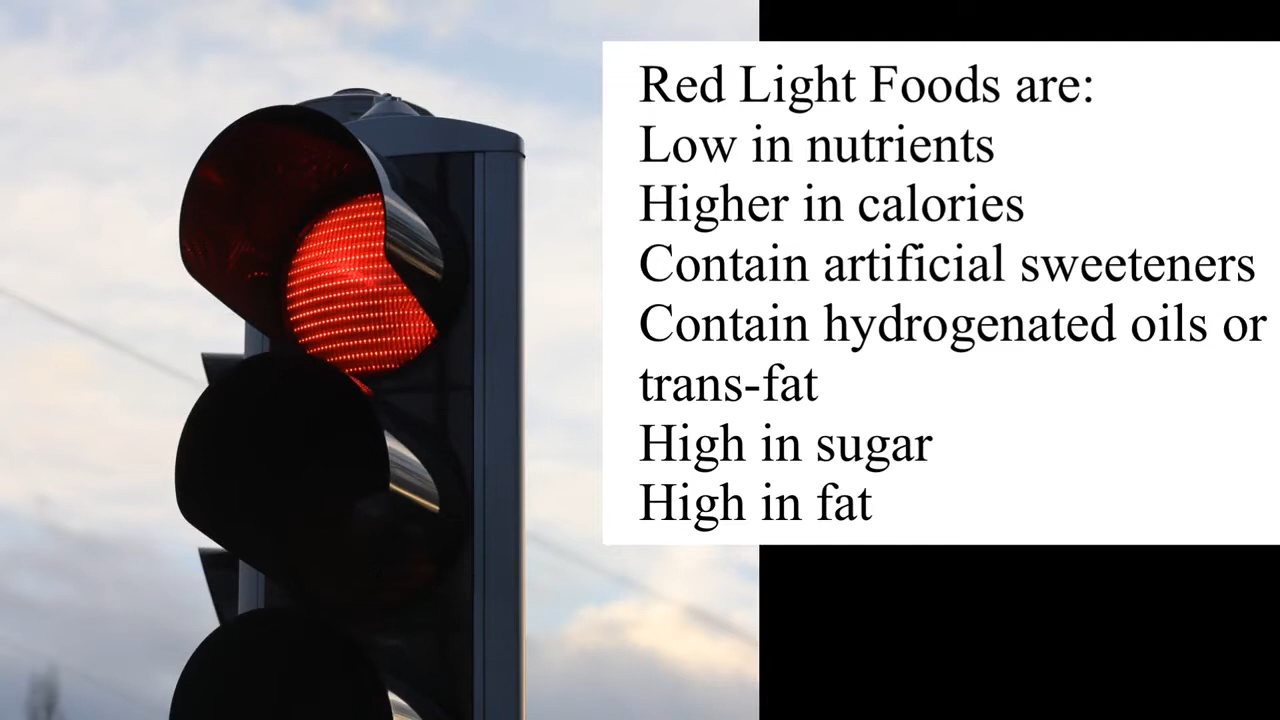 Red Light Foods are:
Low in nutrients
Higher in calories
Contain artificial sweeteners
Contain hydrogenated oils or
trans-fat
High in sugar
High in fat